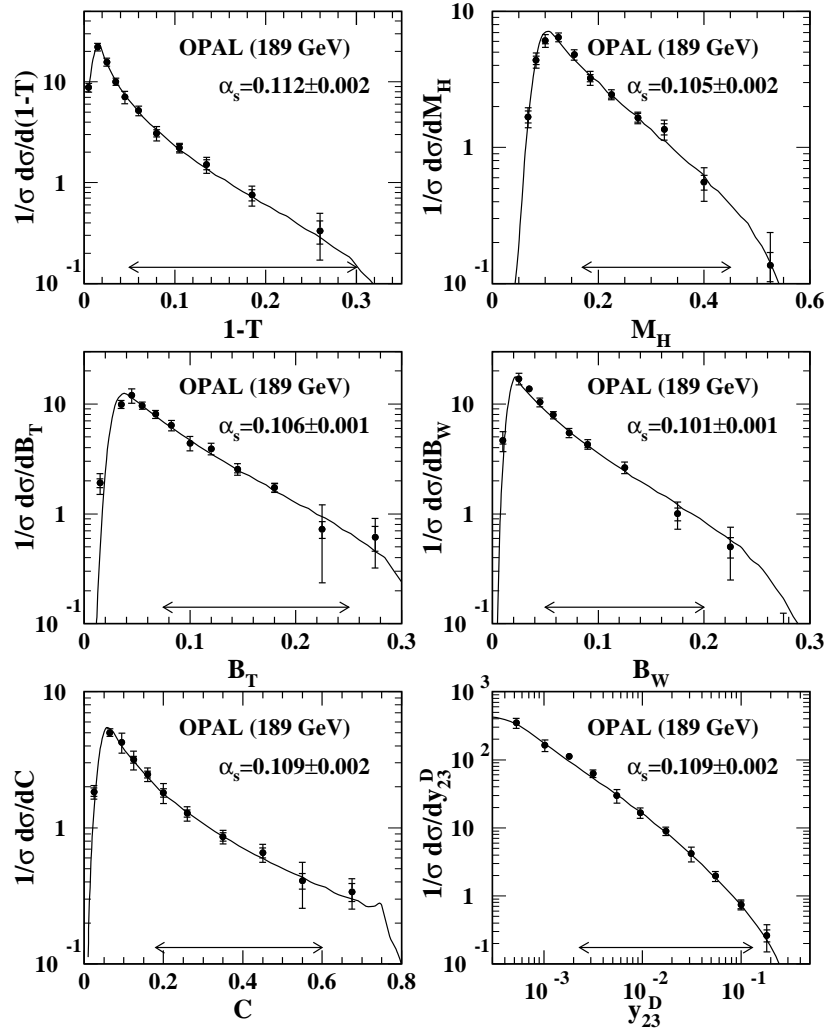 OPAL (189 GeV)
α_s=0.112±0.002
1/σ dσ/d(1-T)
10
1
10^-1
0 0.1 0.2 0.3
1-T
OPAL (189 GeV)
α_s=0.105±0.002
1/σ dσ/dM_H
10
1
10^-1
0 0.2 0.4 0.6
M_H
OPAL (189 GeV)
α_s=0.106±0.001
1/σ dσ/dB_T
10
1
10^-1
0 0.1 0.2 0.3
B_T
OPAL (189 GeV)
α_s=0.101±0.001
1/σ dσ/dB_W
10
1
10^-1
0 0.1 0.2 0.3
B_W
OPAL (189 GeV)
α_s=0.109±0.002
1/σ dσ/dC
10
1
10^-1
0 0.2 0.4 0.6 0.8
C
OPAL (189 GeV)
α_s=0.109±0.002
1/σ dσ/dy_23^D
10^3
10^2
10
1
10^-1
10^-3 10^-2 10^-1
y_23^D